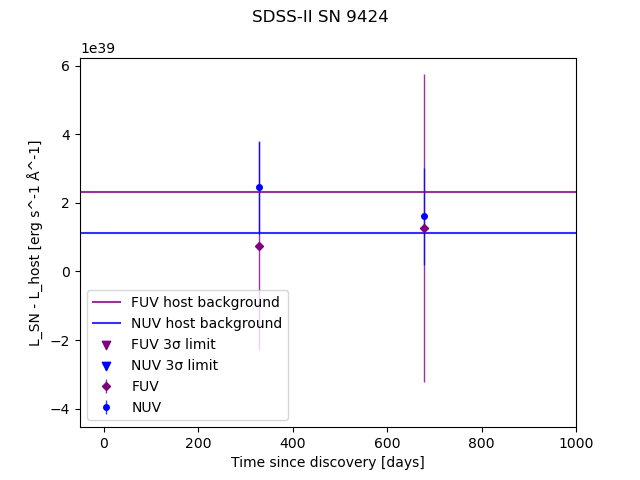 SDSS-II SN 9424
1e39
6
4
2
0
−2
−4
L_SN - L_host [erg s^-1 Å^-1]
FUV host background
NUV host background
FUV 3σ limit
NUV 3σ limit
FUV
NUV
0 200 400 600 800 1000
Time since discovery [days]